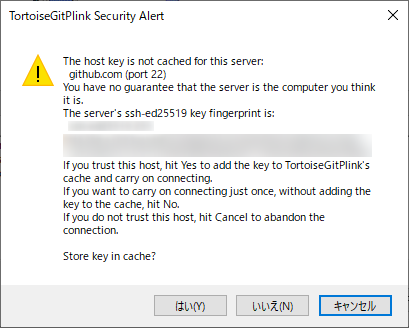 TortoiseGitPlink Security Alert
The host key is not cached for this server:
github.com (port 22)
You have no guarantee that the server is the computer you think
it is.
The server's ssh-ed25519 key fingerprint is:
If you trust this host, hit Yes to add the key to TortoiseGitPlink's
cache and carry on connecting.
If you want to carry on connecting just once, without adding
the key to the cache, hit No.
If you do not trust this host, hit Cancel to abandon the
connection.
Store key in cache?
はい(Y)
いいえ(N)
キャンセル